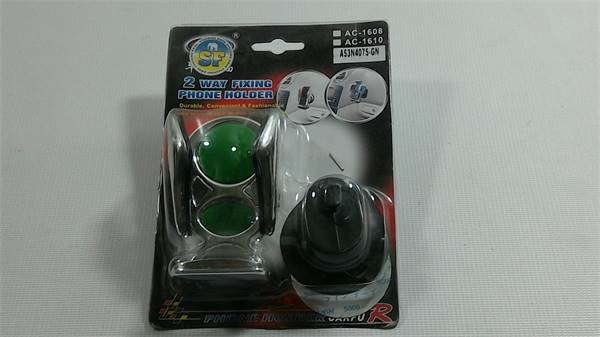 SF
®
2 WAY FIXING
PHONE HOLDER
Durable, Convenient & Fashionable
AC-1608
AC-1610
A53N4075-GN
R